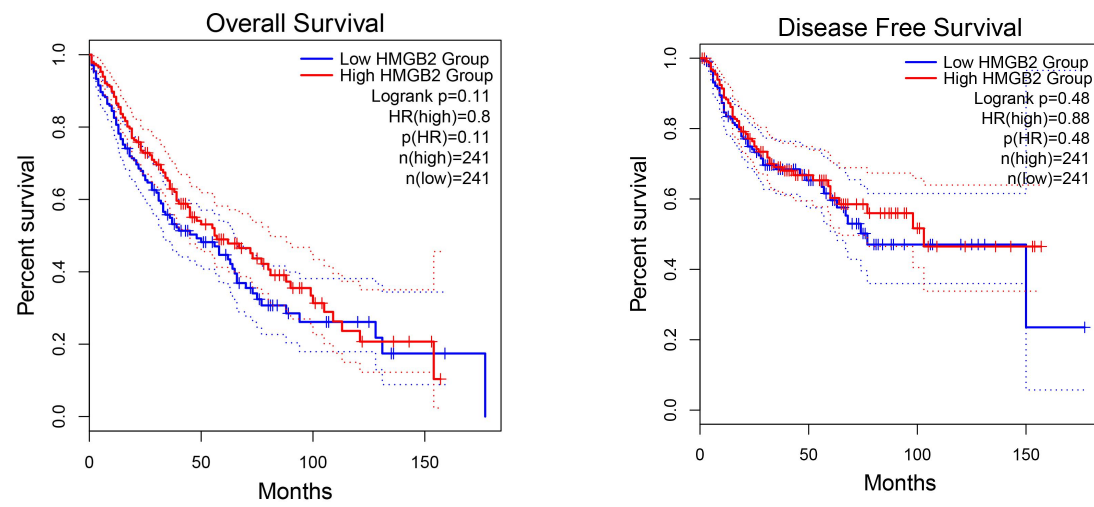 Overall Survival
Percent survival
1.0
0.8
0.6
0.4
0.2
0.0
Low HMGB2 Group
High HMGB2 Group
Logrank p=0.11
HR(high)=0.8
p(HR)=0.11
n(high)=241
n(low)=241
0 50 100 150
Months
Disease Free Survival
Percent survival
1.0
0.8
0.6
0.4
0.2
0.0
Low HMGB2 Group
High HMGB2 Group
Logrank p=0.48
HR(high)=0.88
p(HR)=0.48
n(high)=241
n(low)=241
0 50 100 150
Months